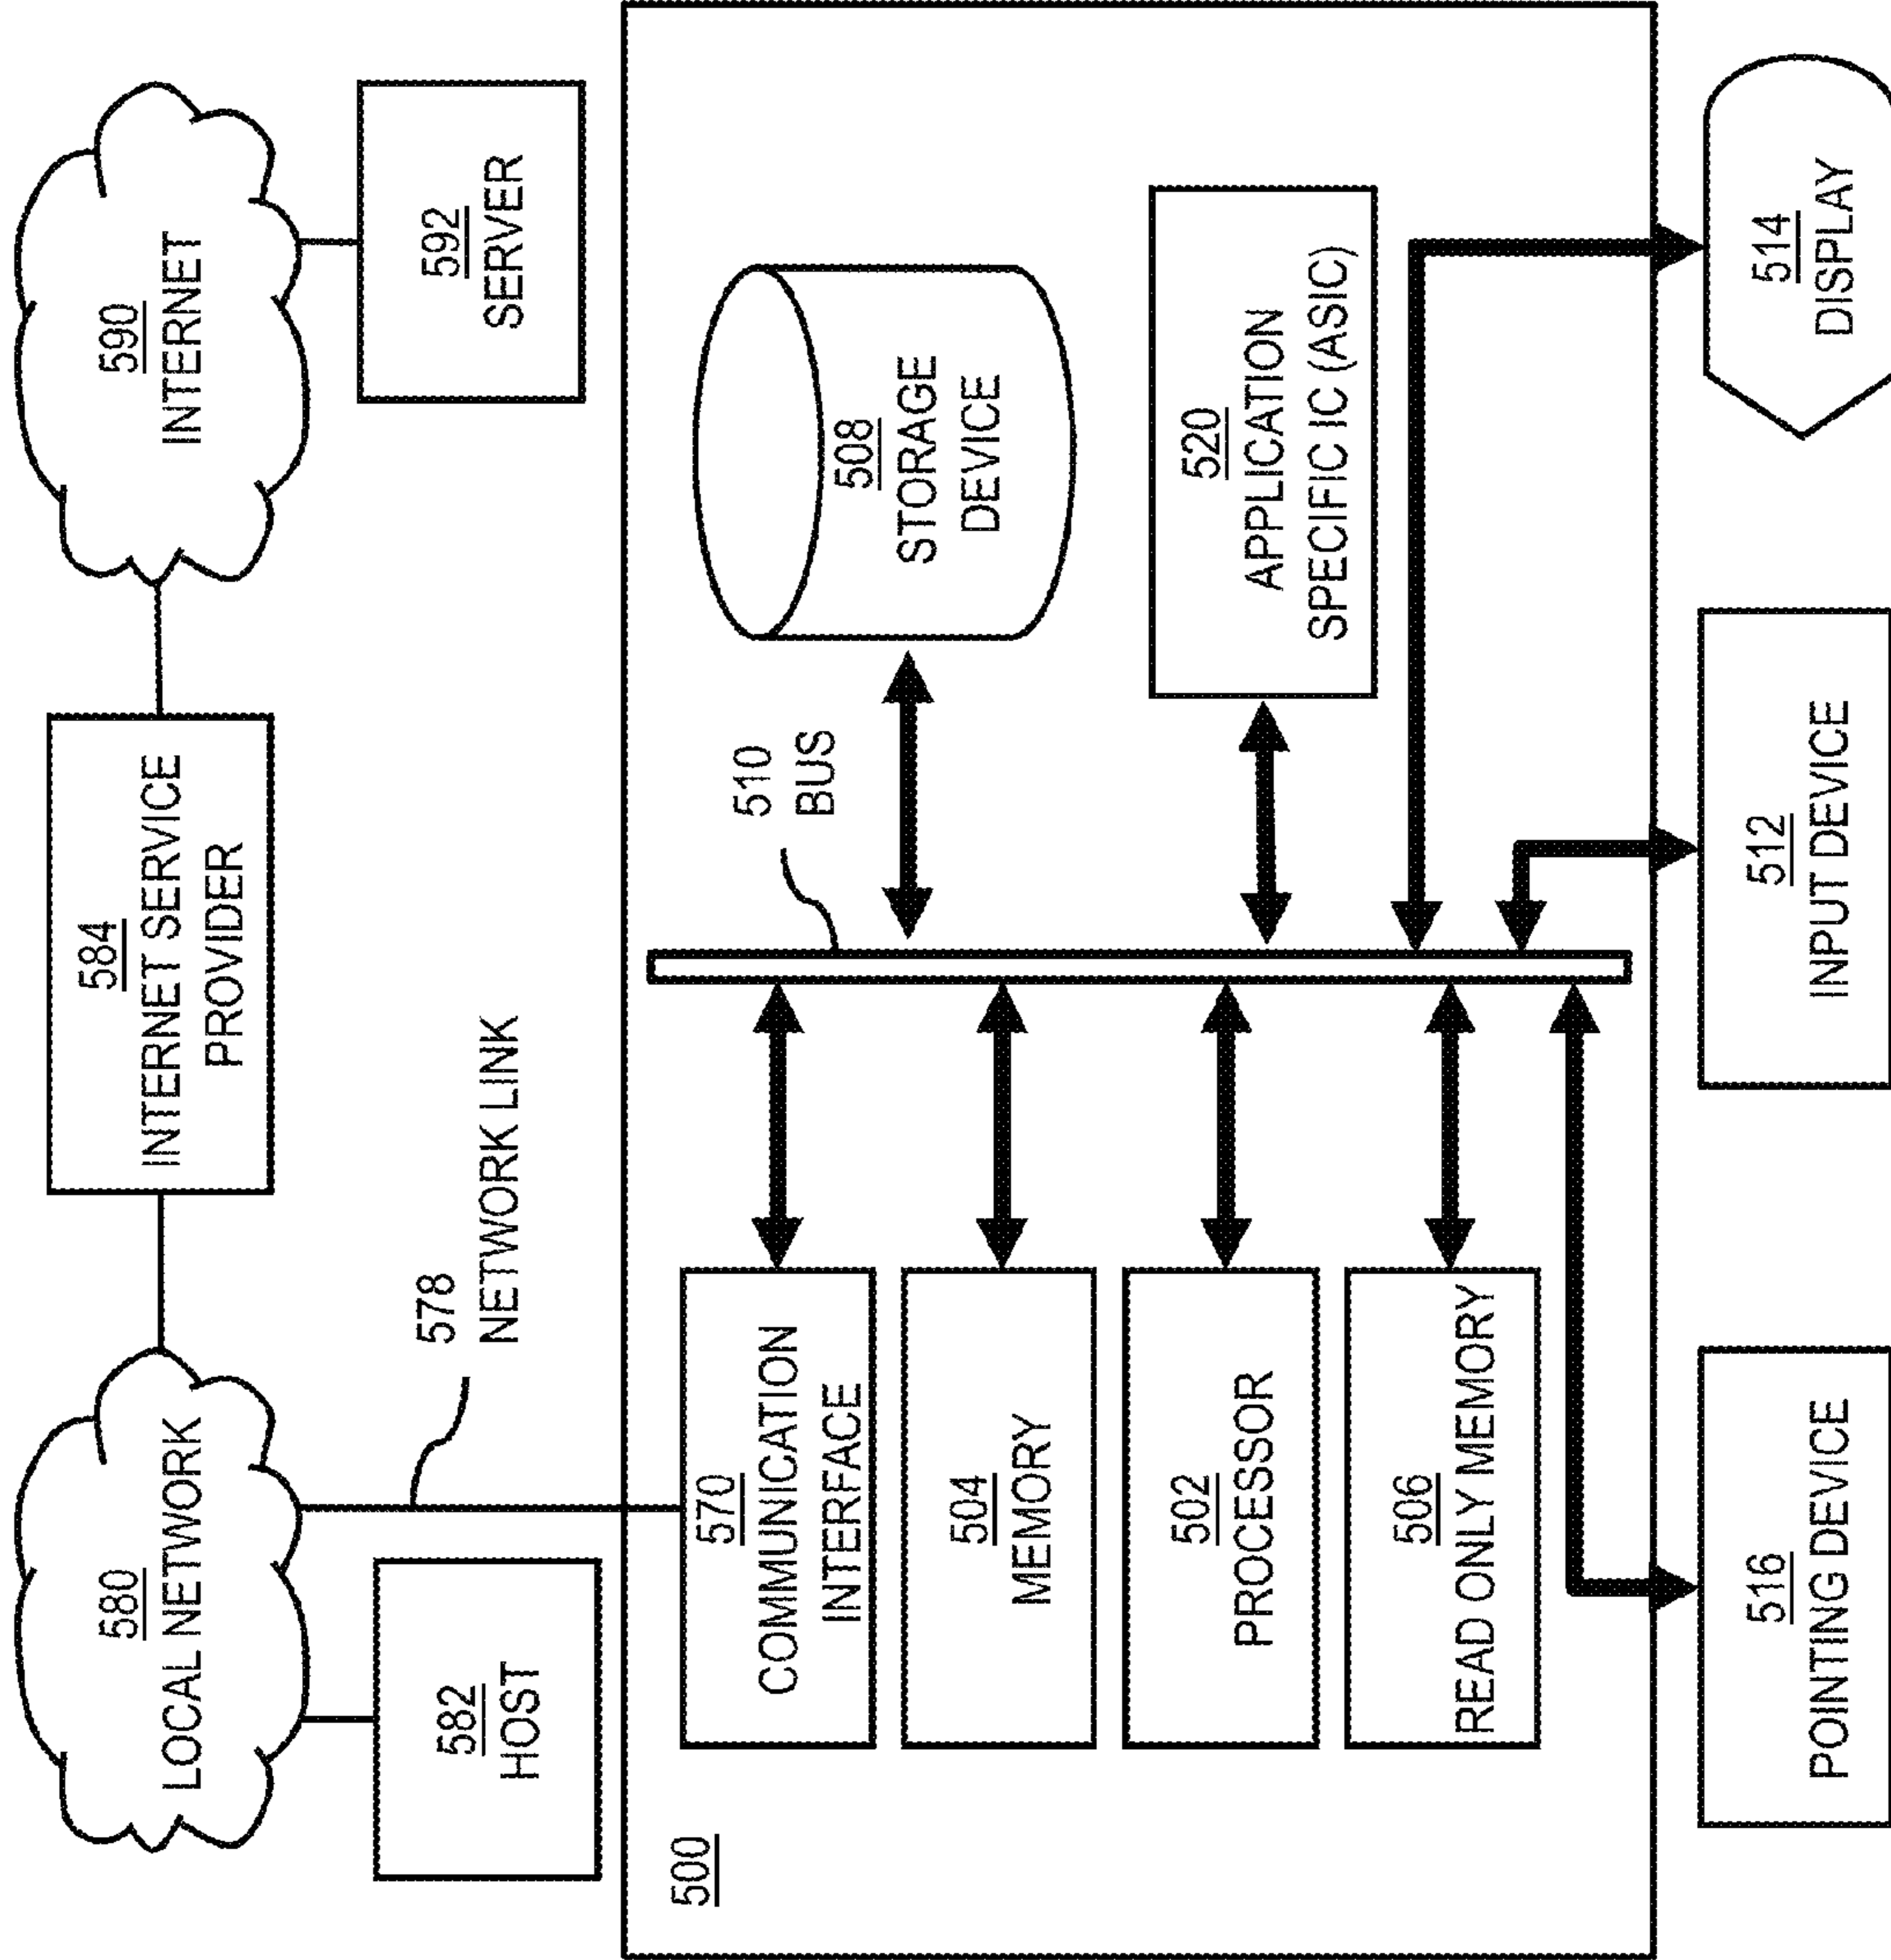 580
LOCAL NETWORK
584
INTERNET SERVICE
PROVIDER
590
INTERNET
582
HOST
578
NETWORK LINK
592
SERVER
500
570
COMMUNICATION
INTERFACE
504
MEMORY
502
PROCESSOR
506
READ ONLY MEMORY
510
BUS
508
STORAGE
DEVICE
520
APPLICATION
SPECIFIC IC (ASIC)
516
POINTING DEVICE
512
INPUT DEVICE
514
DISPLAY